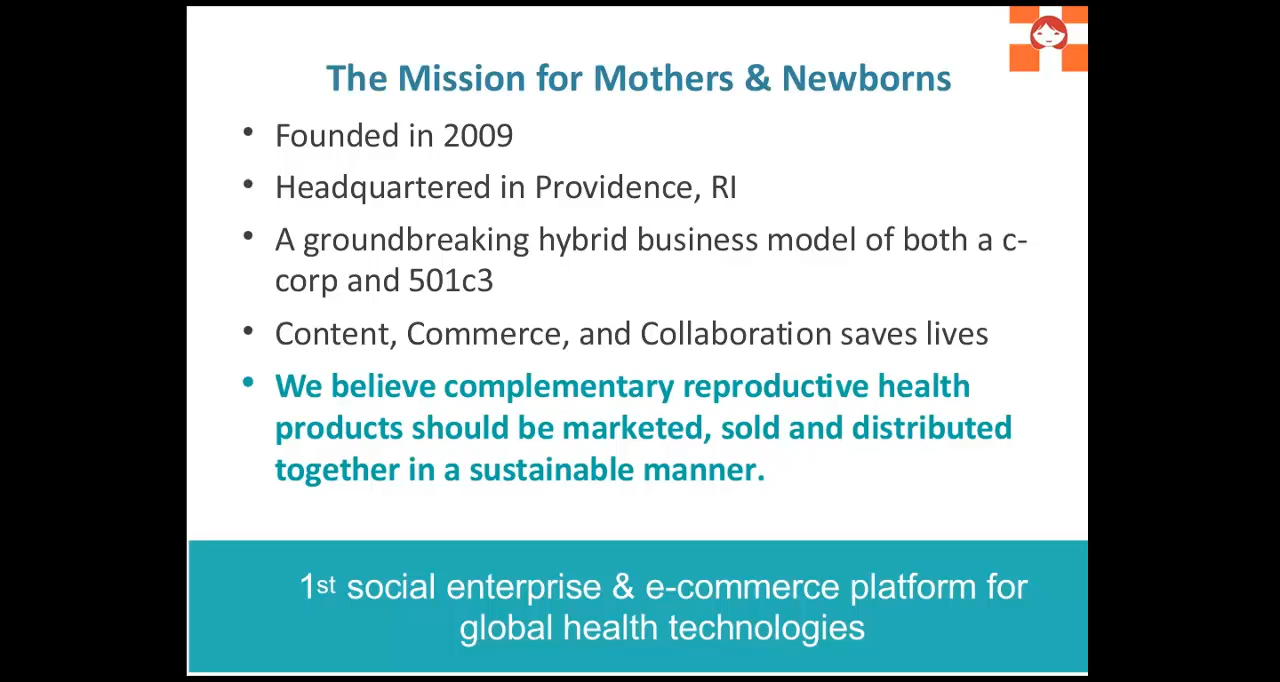 The Mission for Mothers & Newborns
• Founded in 2009
• Headquartered in Providence, RI
• A groundbreaking hybrid business model of both a c-
corp and 501c3
• Content, Commerce, and Collaboration saves lives
• We believe complementary reproductive health
products should be marketed, sold and distributed
together in a sustainable manner.
1st social enterprise & e-commerce platform for
global health technologies